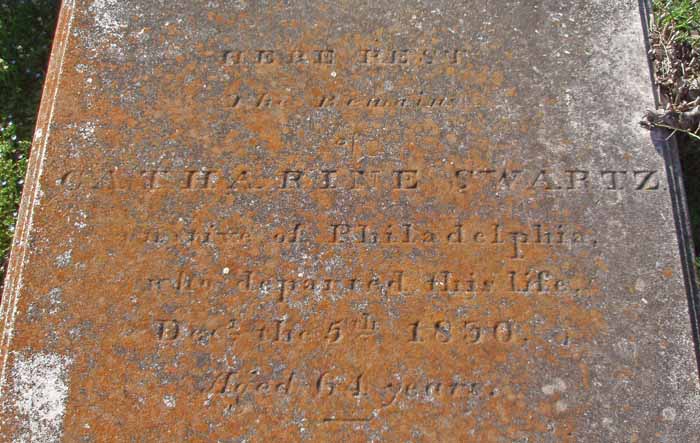 HERE REST
The Remains
of
CATHARINE SWARTZ
native of Philadelphia,
who departed this life,
Decr. the 5th 1830.
Aged 64 years.